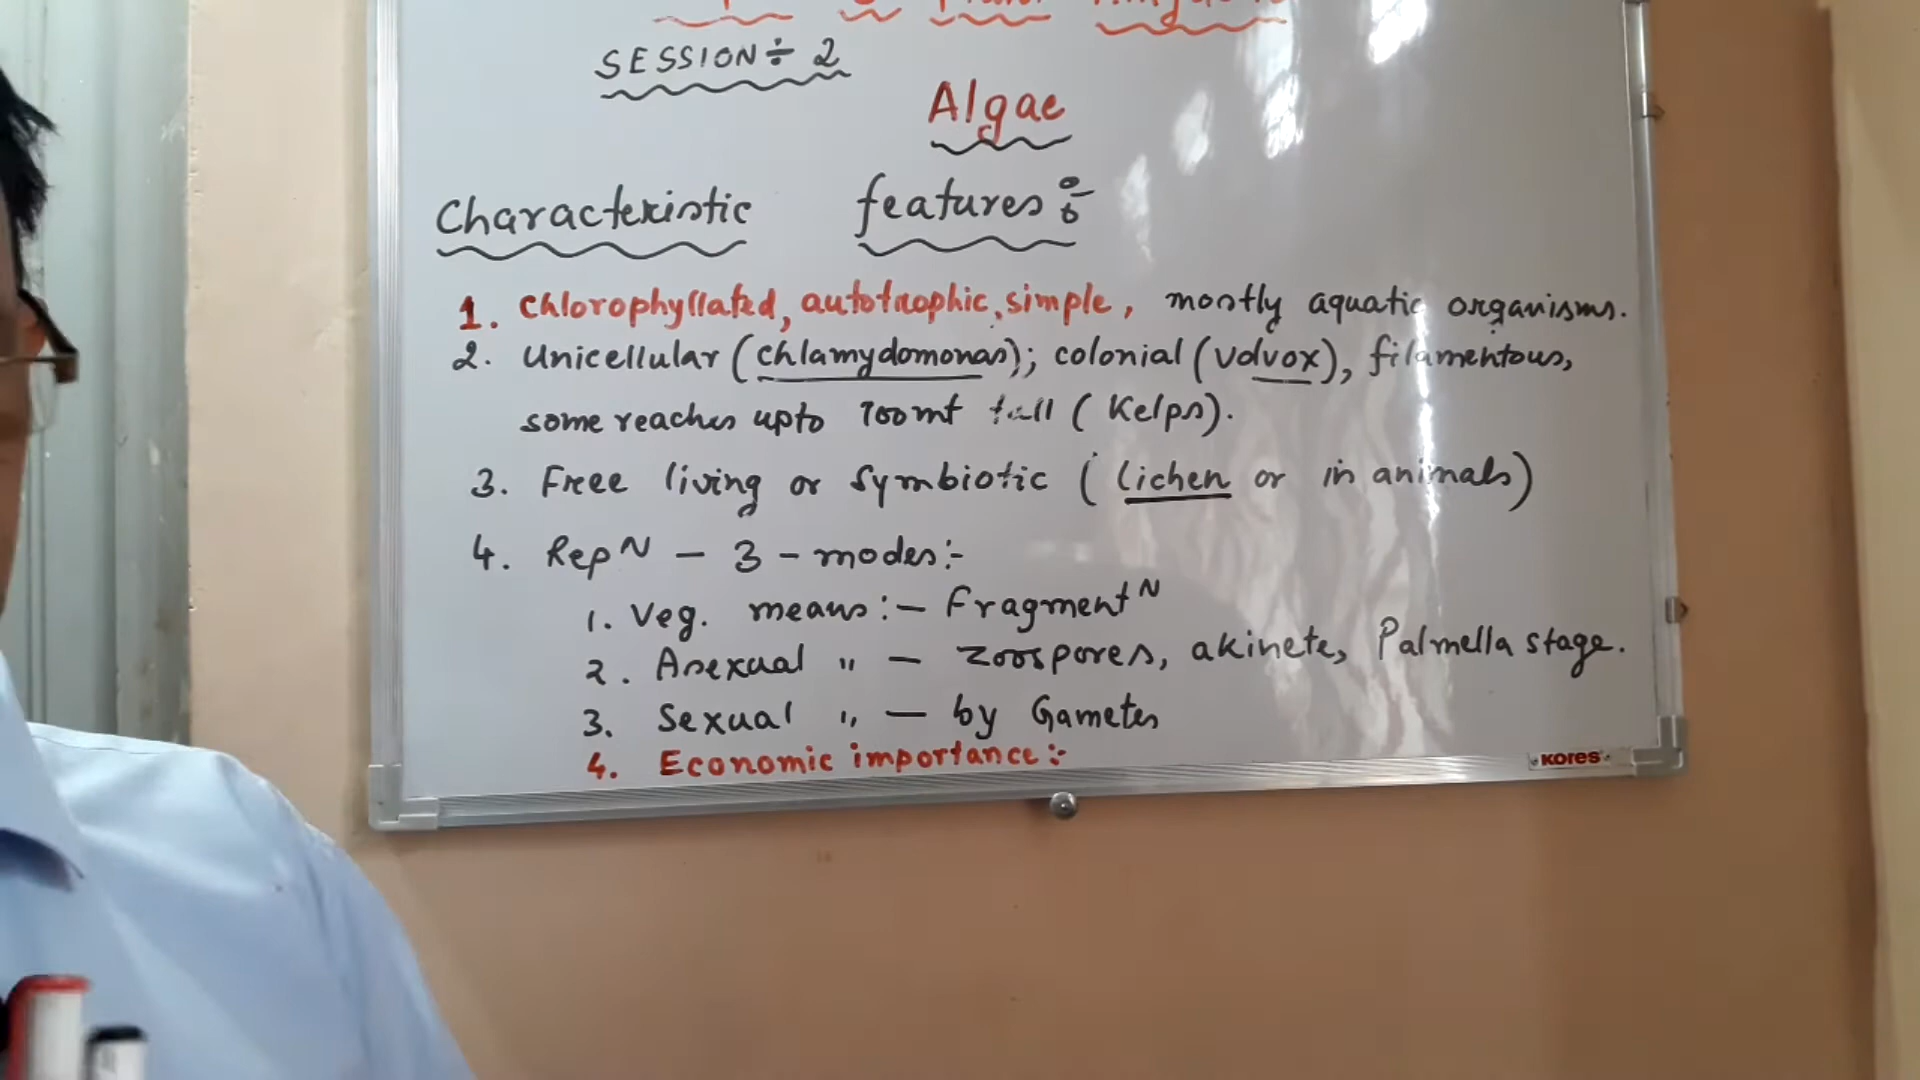 SESSION÷ 2
Algae
Characteristic features:-
1. Chlorophyllated, autotrophic, simple, mostly aquatic organisms.
2. Unicellular (chlamydomonas); colonial (volvox), filamentous,
some reaches upto 100mt tall (Kelps).
3. Free living or Symbiotic (lichen or in animals)
4. Rep^N - 3 - modes:-
1. Veg. means:- Fragment^N
2. Asexual " - Zoospores, akinete, Palmella stage.
3. Sexual " - by Gametes
4. Economic importance:-
kores